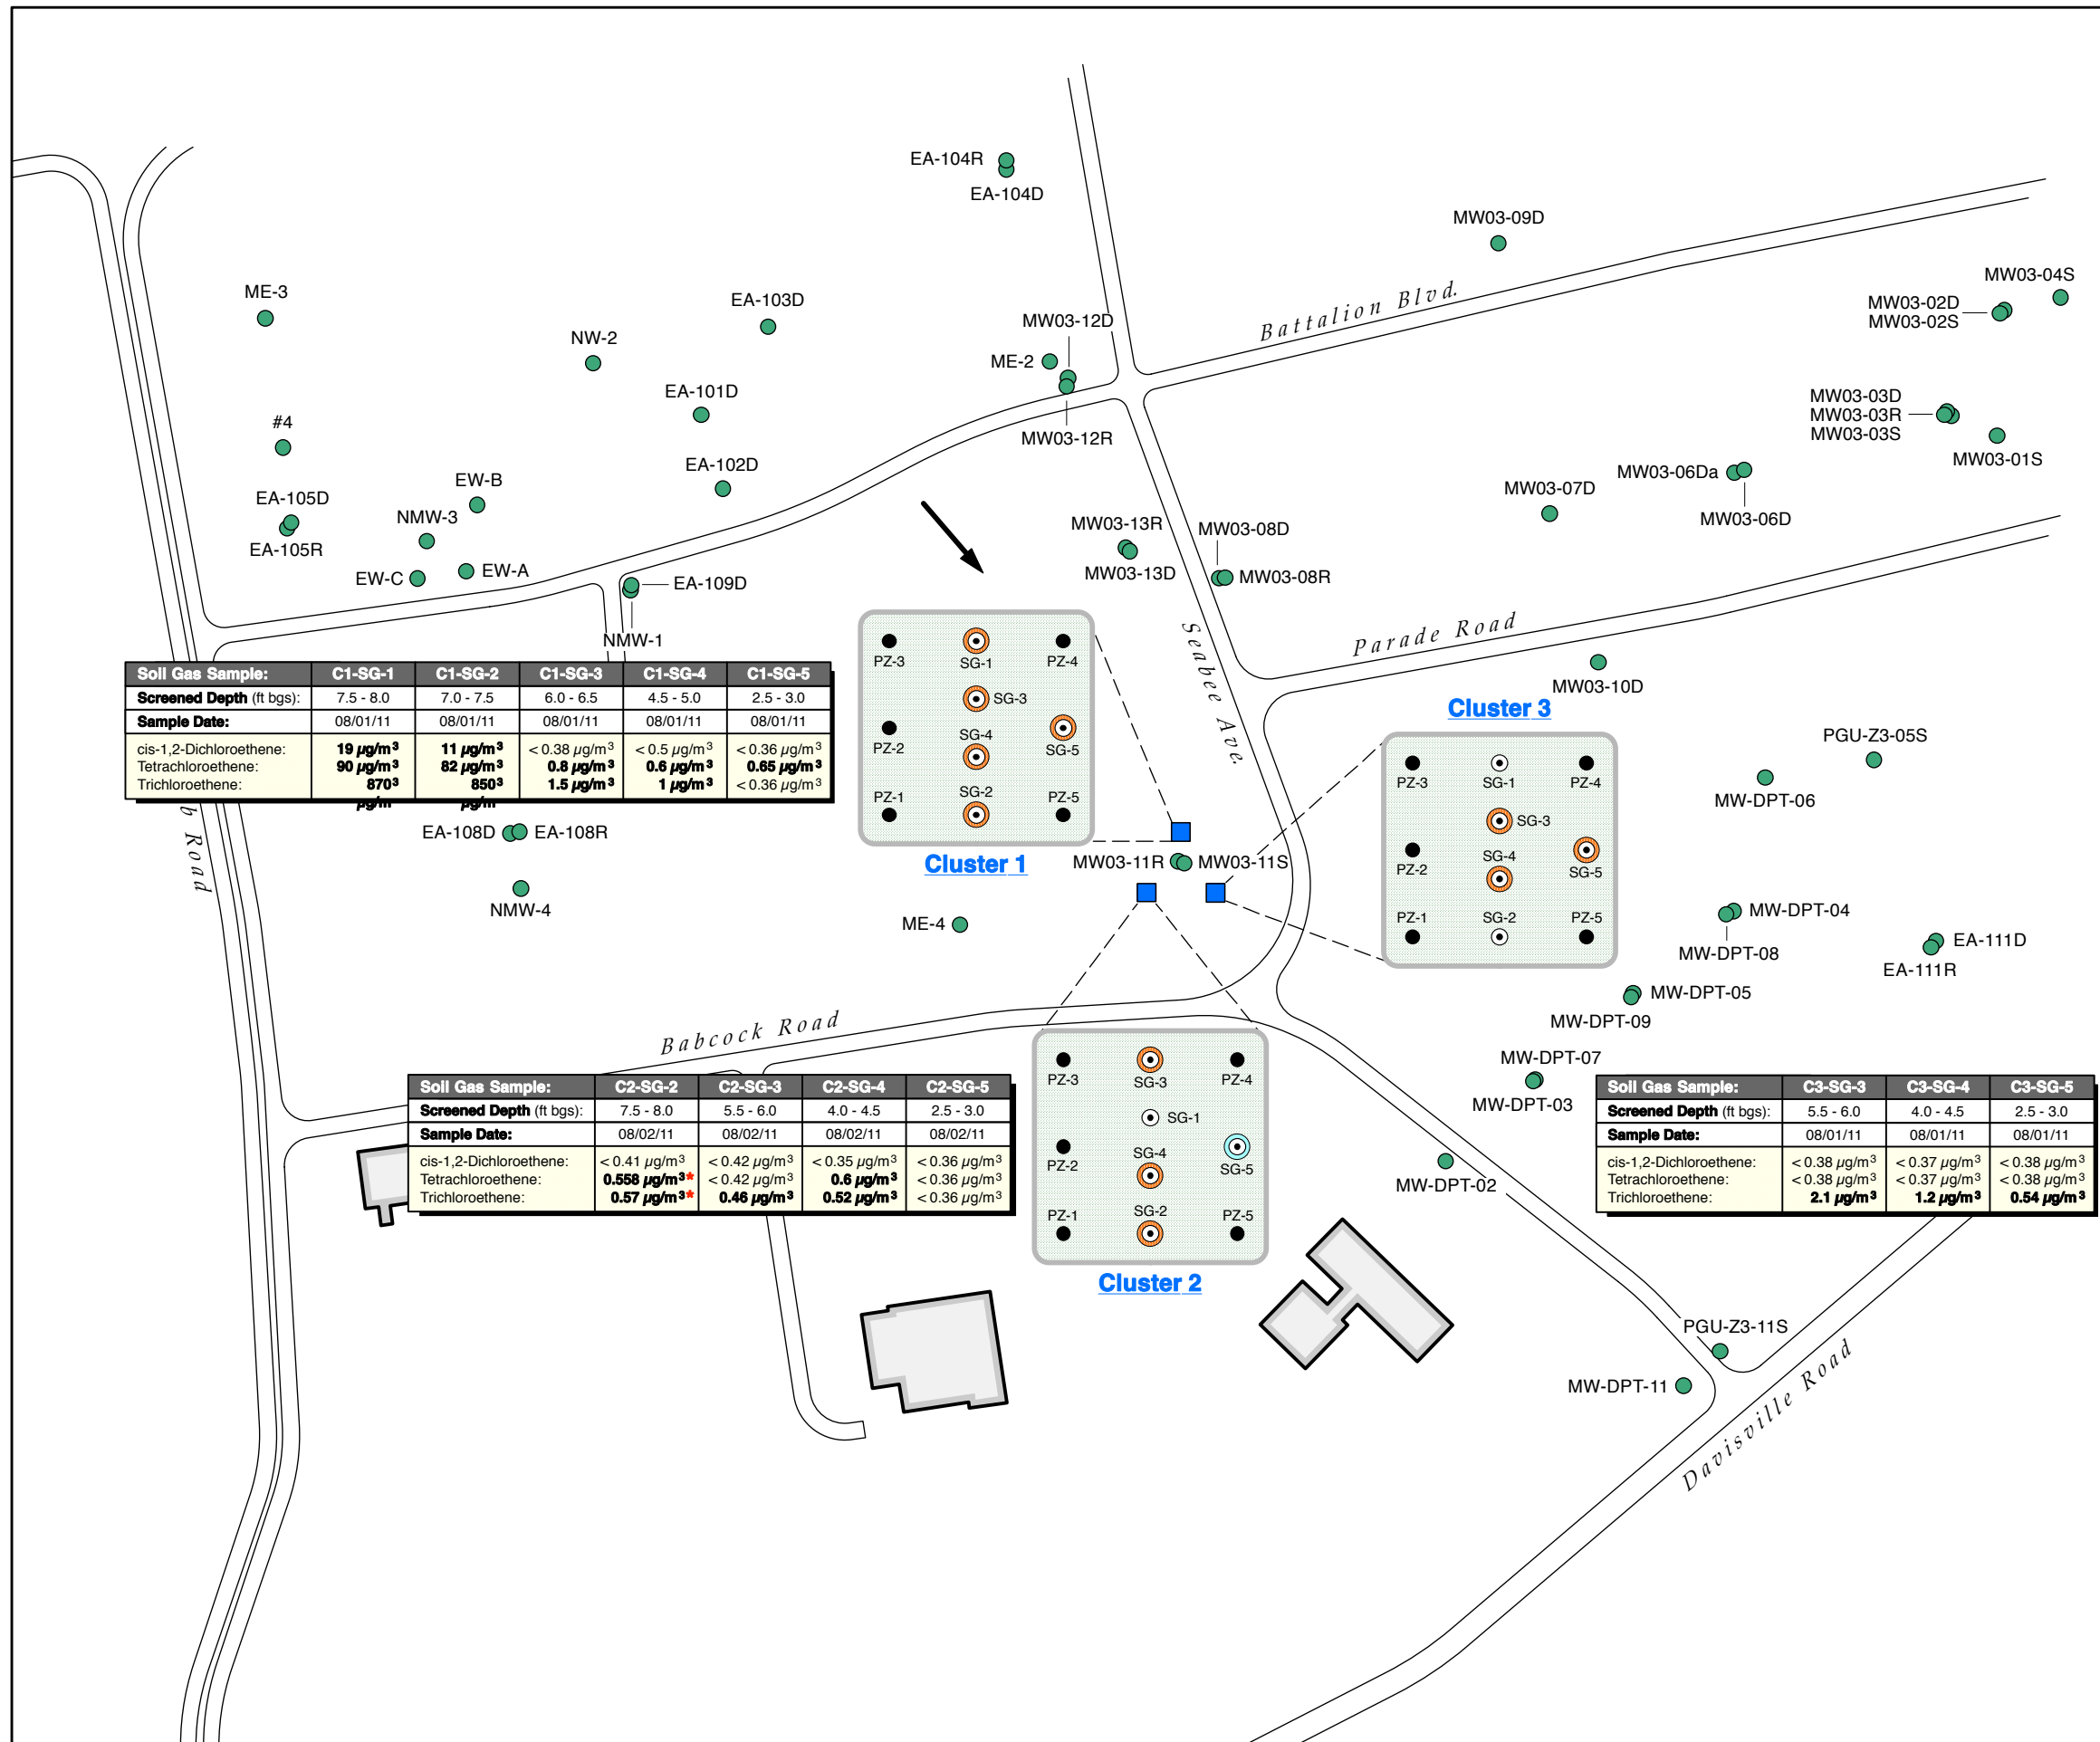 EA-104R
EA-104D
MW03-09D
MW03-04S
MW03-02D
MW03-02S
ME-3
EA-103D
MW03-12D
Battalion Blvd.
NW-2
ME-2
EA-101D
MW03-12R
MW03-03D
MW03-03R
MW03-03S
MW03-01S
#4
EA-102D
MW03-06Da
MW03-06D
MW03-07D
EW-B
EA-105D
EA-105R
NMW-3
EW-C
EW-A
EA-109D
NMW-1
MW03-13R
MW03-13D
MW03-08D
MW03-08R
Seabee Ave.
Parade Road
MW03-10D
PZ-3
SG-1
PZ-4
SG-3
PZ-2
SG-4
SG-5
PZ-1
SG-2
PZ-5
Cluster 1
Soil Gas Sample: C1-SG-1 C1-SG-2 C1-SG-3 C1-SG-4 C1-SG-5
Screened Depth (ft bgs): 7.5 - 8.0 7.0 - 7.5 6.0 - 6.5 4.5 - 5.0 2.5 - 3.0
Sample Date: 08/01/11 08/01/11 08/01/11 08/01/11 08/01/11
cis-1,2-Dichloroethene: 19 µg/m³ 11 µg/m³ < 0.38 µg/m³ < 0.5 µg/m³ < 0.36 µg/m³
Tetrachloroethene: 90 µg/m³ 82 µg/m³ 0.8 µg/m³ 0.6 µg/m³ 0.65 µg/m³
Trichloroethene: 870³ 850³ 1.5 µg/m³ 1 µg/m³ < 0.36 µg/m³
µg/m µg/m
b Road
EA-108D
EA-108R
NMW-4
ME-4
MW03-11R
MW03-11S
Cluster 3
PZ-3
SG-1
PZ-4
SG-3
PZ-2
SG-4
SG-5
PZ-1
SG-2
PZ-5
PGU-Z3-05S
MW-DPT-06
MW-DPT-04
MW-DPT-08
EA-111D
EA-111R
MW-DPT-05
MW-DPT-09
MW-DPT-07
MW-DPT-03
MW-DPT-02
Babcock Road
PZ-3
SG-3
PZ-4
SG-1
PZ-2
SG-4
SG-5
PZ-1
SG-2
PZ-5
Cluster 2
Soil Gas Sample: C2-SG-2 C2-SG-3 C2-SG-4 C2-SG-5
Screened Depth (ft bgs): 7.5 - 8.0 5.5 - 6.0 4.0 - 4.5 2.5 - 3.0
Sample Date: 08/02/11 08/02/11 08/02/11 08/02/11
cis-1,2-Dichloroethene: < 0.41 µg/m³ < 0.42 µg/m³ < 0.35 µg/m³ < 0.36 µg/m³
Tetrachloroethene: 0.558 µg/m³* < 0.42 µg/m³ 0.6 µg/m³ < 0.36 µg/m³
Trichloroethene: 0.57 µg/m³* 0.46 µg/m³ 0.52 µg/m³ < 0.36 µg/m³
Soil Gas Sample: C3-SG-3 C3-SG-4 C3-SG-5
Screened Depth (ft bgs): 5.5 - 6.0 4.0 - 4.5 2.5 - 3.0
Sample Date: 08/01/11 08/01/11 08/01/11
cis-1,2-Dichloroethene: < 0.38 µg/m³ < 0.37 µg/m³ < 0.38 µg/m³
Tetrachloroethene: < 0.38 µg/m³ < 0.37 µg/m³ < 0.38 µg/m³
Trichloroethene: 2.1 µg/m³ 1.2 µg/m³ 0.54 µg/m³
PGU-Z3-11S
MW-DPT-11
Davisville Road